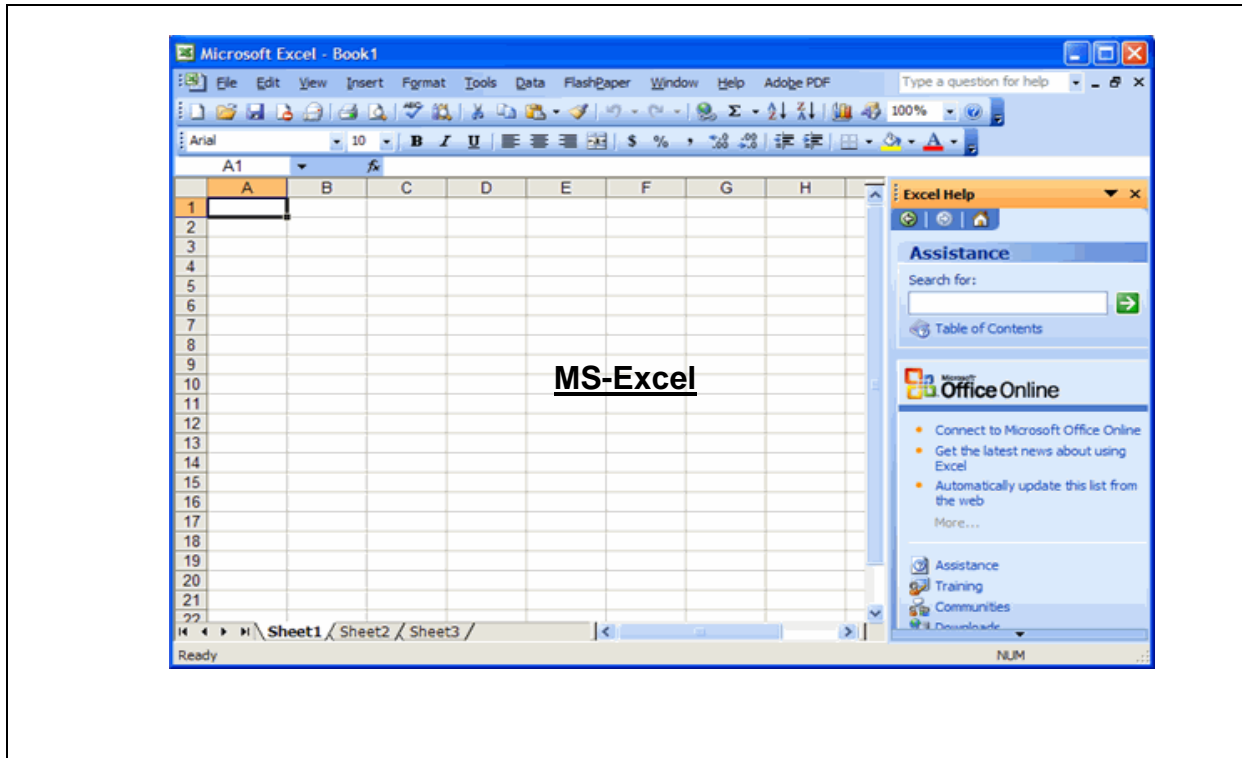 Microsoft Excel - Book1
File Edit View Insert Format Tools Data FlashPaper Window Help Adobe PDF Type a question for help
100%
Arial 10 B I U $ % ,
A1 fx
A B C D E F G H
1
2
3
4
5
6
7
8
9
10
11
12
13
14
15
16
17
18
19
20
21
22
MS-Excel
Sheet1 Sheet2 Sheet3
Ready NUM
Excel Help
Assistance
Search for:
Table of Contents
Microsoft
Office Online
Connect to Microsoft Office Online
Get the latest news about using
Excel
Automatically update this list from
the web
More...
Assistance
Training
Communities
Downloads